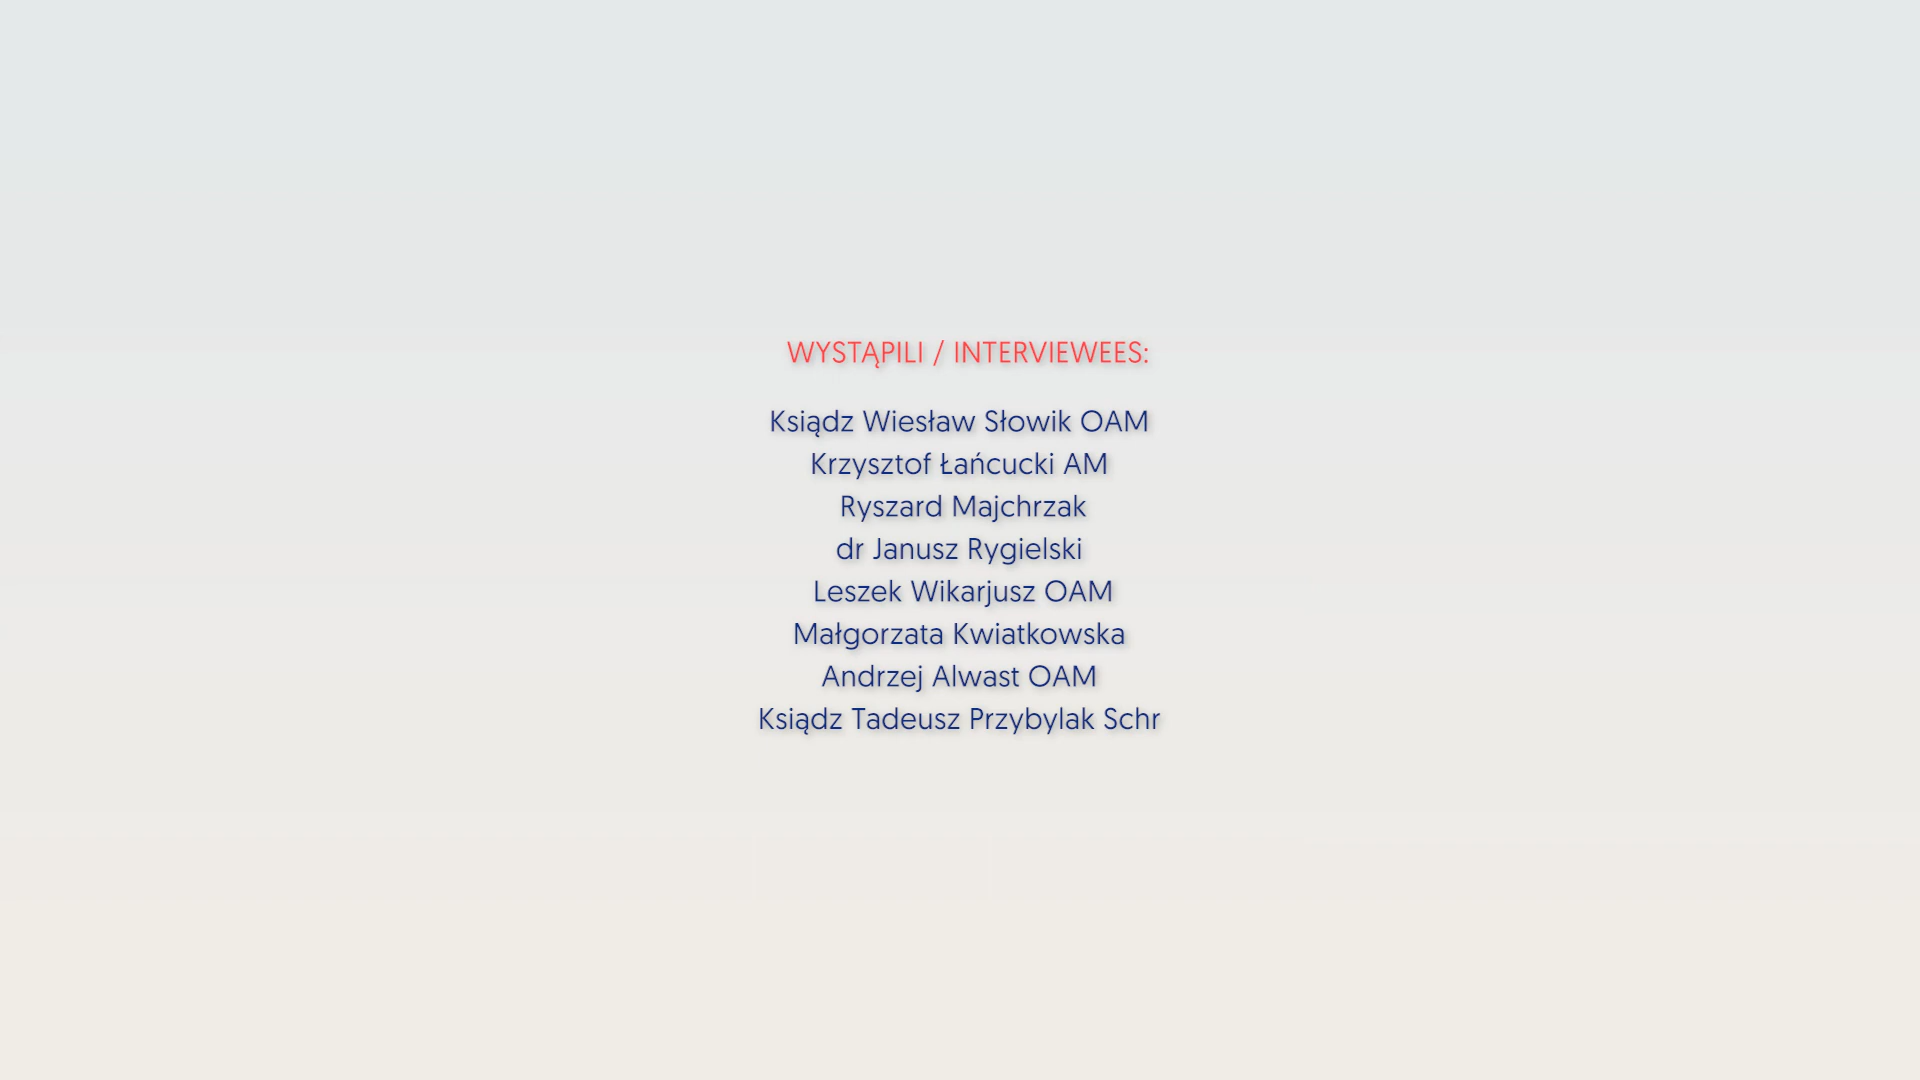 WYSTĄPILI / INTERVIEWEES:
Ksiądz Wiesław Słowik OAM
Krzysztof Łańcucki AM
Ryszard Majchrzak
dr Janusz Rygielski
Leszek Wikarjusz OAM
Małgorzata Kwiatkowska
Andrzej Alwast OAM
Ksiądz Tadeusz Przybylak Schr